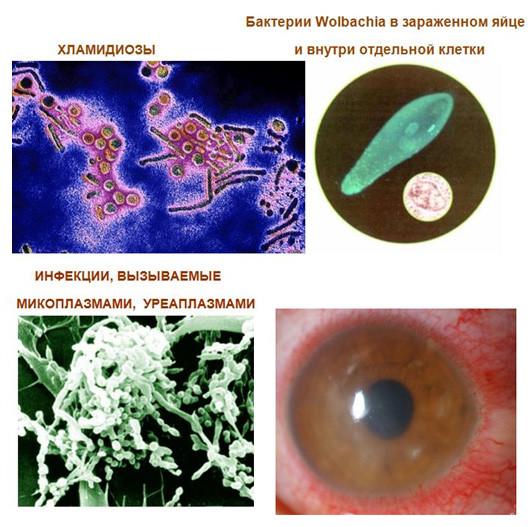 Бактерии Wolbachia в зараженном яйце
и внутри отдельной клетки
ХЛАМИДИОЗЫ
ИНФЕКЦИИ, ВЫЗЫВАЕМЫЕ
МИКОПЛАЗМАМИ, УРЕАПЛАЗМАМИ